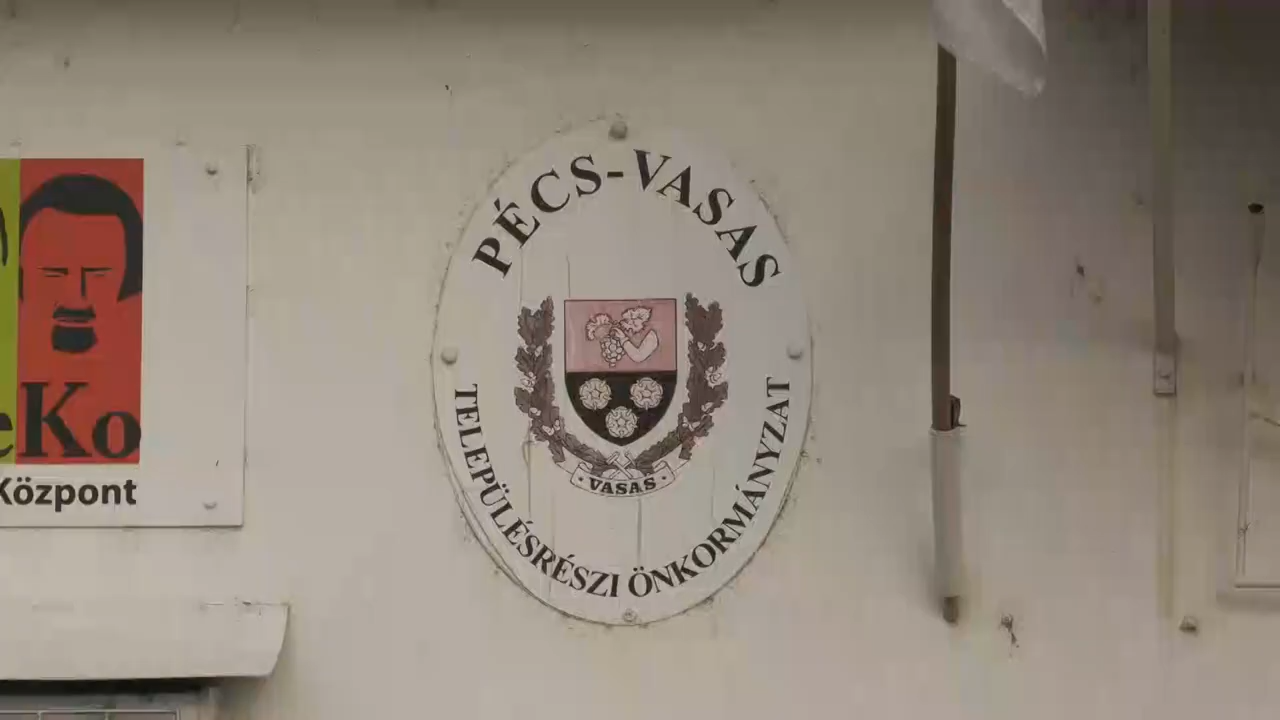 PÉCS-VASAS
· VASAS ·
TELEPÜLÉSRÉSZI ÖNKORMÁNYZAT
eKo
Központ